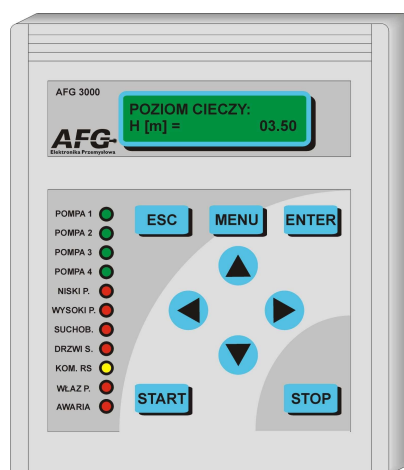 AFG 3000
POZIOM CIECZY:
H [m] = 03.50
AFG
Elektronika Przemysłowa
POMPA 1
POMPA 2
POMPA 3
POMPA 4
NISKI P.
WYSOKI P.
SUCHOB.
DRZWI S.
KOM. RS
WŁAZ P.
AWARIA
ESC MENU ENTER
START STOP